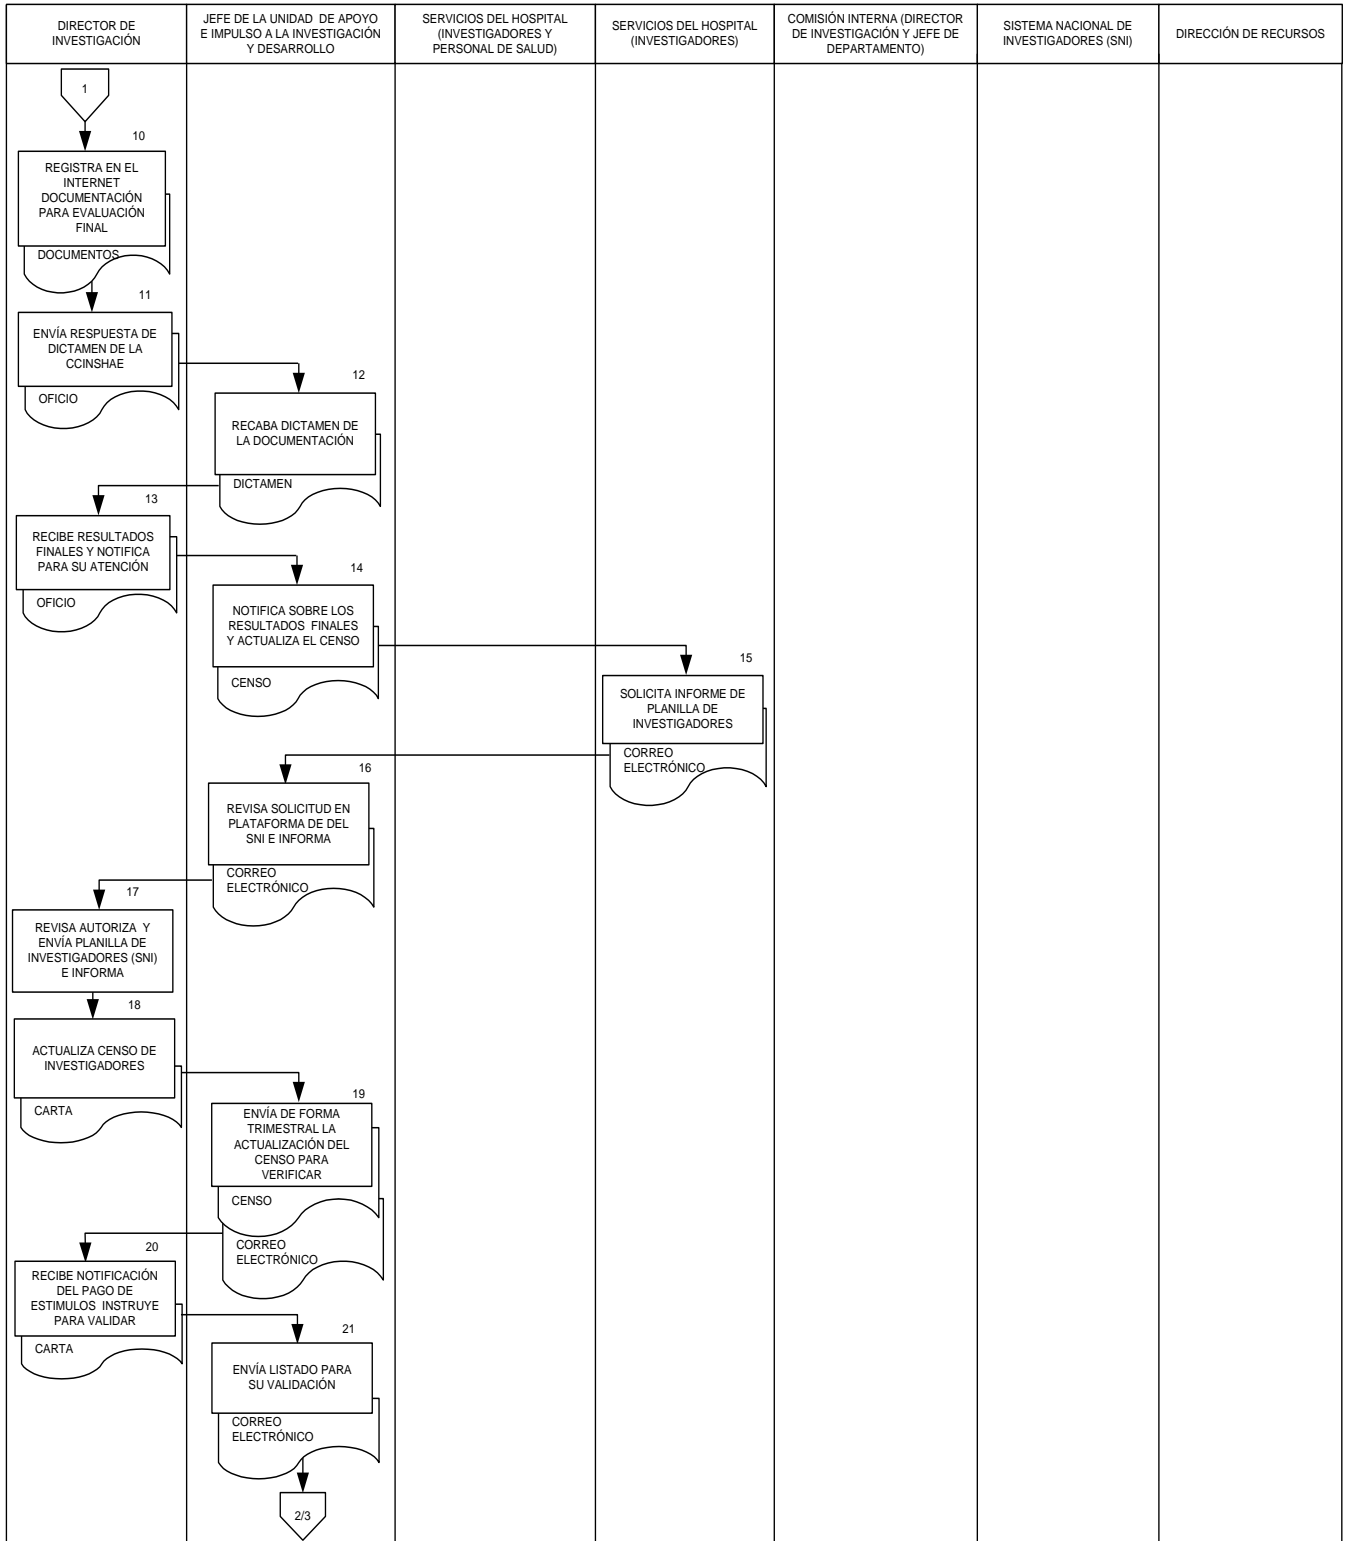 DIRECTOR DE
INVESTIGACIÓN
JEFE DE LA UNIDAD DE APOYO
E IMPULSO A LA INVESTIGACIÓN
Y DESARROLLO
SERVICIOS DEL HOSPITAL
(INVESTIGADORES Y
PERSONAL DE SALUD)
SERVICIOS DEL HOSPITAL
(INVESTIGADORES)
COMISIÓN INTERNA (DIRECTOR
DE INVESTIGACIÓN Y JEFE DE
DEPARTAMENTO)
SISTEMA NACIONAL DE
INVESTIGADORES (SNI)
DIRECCIÓN DE RECURSOS
1
10
REGISTRA EN EL
INTERNET
DOCUMENTACIÓN
PARA EVALUACIÓN
FINAL
DOCUMENTOS
11
ENVÍA RESPUESTA DE
DICTAMEN DE LA
CCINSHAE
OFICIO
12
RECABA DICTAMEN DE
LA DOCUMENTACIÓN
DICTAMEN
13
RECIBE RESULTADOS
FINALES Y NOTIFICA
PARA SU ATENCIÓN
OFICIO
14
NOTIFICA SOBRE LOS
RESULTADOS FINALES
Y ACTUALIZA EL CENSO
CENSO
15
SOLICITA INFORME DE
PLANILLA DE
INVESTIGADORES
CORREO
ELECTRÓNICO
16
REVISA SOLICITUD EN
PLATAFORMA DE DEL
SNI E INFORMA
CORREO
ELECTRÓNICO
17
REVISA AUTORIZA Y
ENVÍA PLANILLA DE
INVESTIGADORES (SNI)
E INFORMA
18
ACTUALIZA CENSO DE
INVESTIGADORES
CARTA
19
ENVÍA DE FORMA
TRIMESTRAL LA
ACTUALIZACIÓN DEL
CENSO PARA
VERIFICAR
CENSO
CORREO
ELECTRÓNICO
20
RECIBE NOTIFICACIÓN
DEL PAGO DE
ESTIMULOS INSTRUYE
PARA VALIDAR
CARTA
21
ENVÍA LISTADO PARA
SU VALIDACIÓN
CORREO
ELECTRÓNICO
2/3